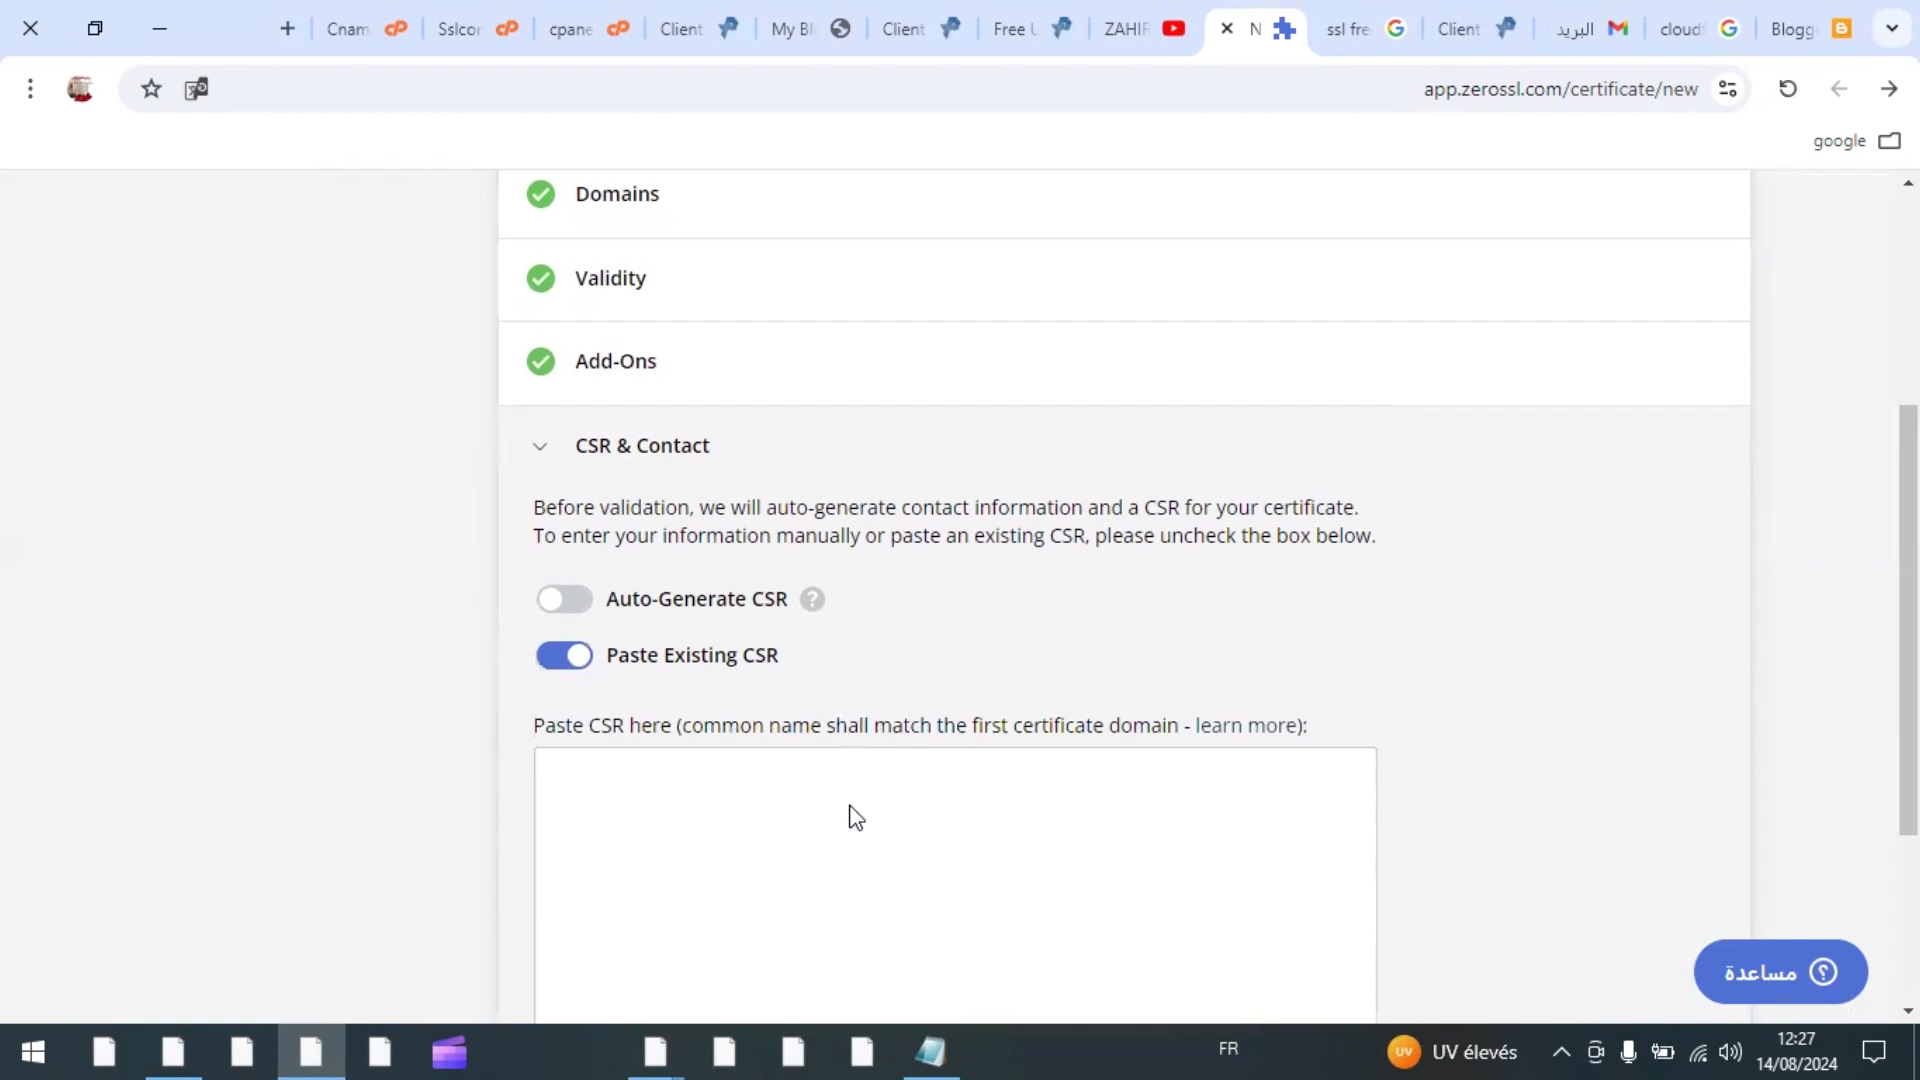 Cnam
Sslcor
cpane
Client
My Bl
Client
Free U
ZAHIR
N
ssl fre
Client
البريد
cloudf
Blogg
app.zerossl.com/certificate/new
google
Domains
Validity
Add-Ons
CSR & Contact
Before validation, we will auto-generate contact information and a CSR for your certificate.
To enter your information manually or paste an existing CSR, please uncheck the box below.
Auto-Generate CSR ?
Paste Existing CSR
Paste CSR here (common name shall match the first certificate domain - learn more):
مساعدة
FR
UV
UV élevés
12:27
14/08/2024